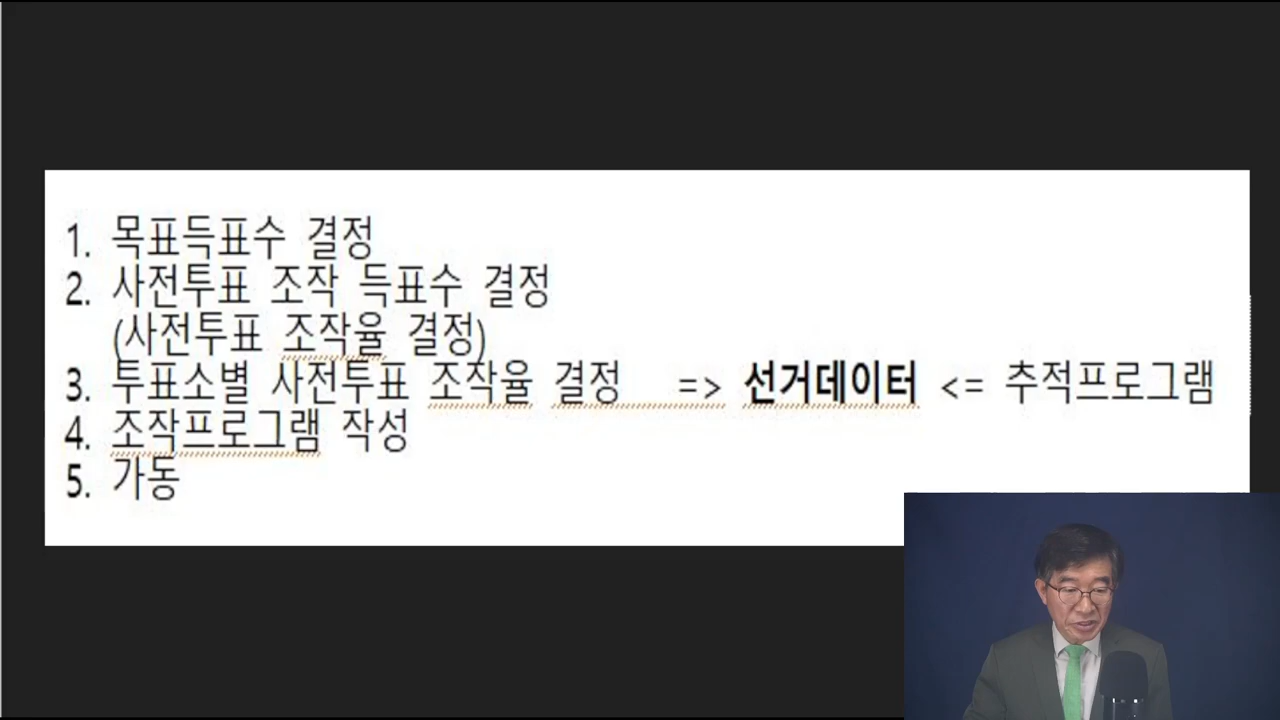 1. 목표득표수 결정
2. 사전투표 조작 득표수 결정
(사전투표 조작율 결정)
3. 투표소별 사전투표 조작율 결정 => 선거데이터 <= 추적프로그램
4. 조작프로그램 작성
5. 가동